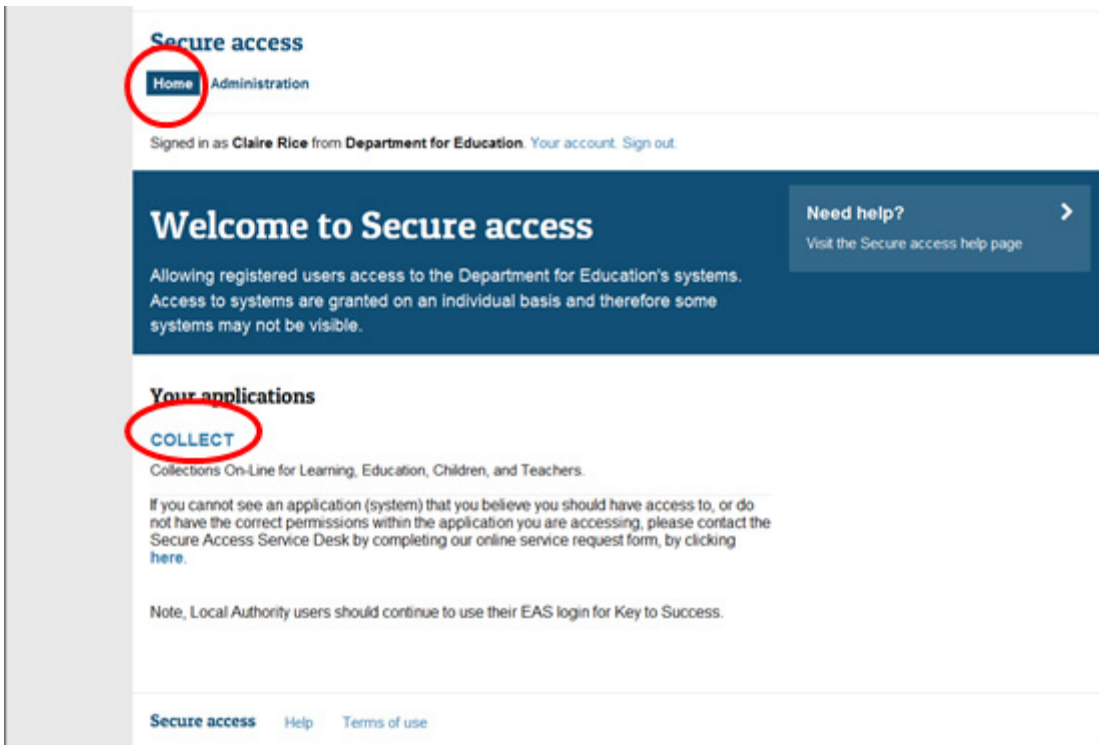 Secure access
Home Administration
Signed in as Claire Rice from Department for Education. Your account. Sign out.
Welcome to Secure access
Allowing registered users access to the Department for Education's systems.
Access to systems are granted on an individual basis and therefore some
systems may not be visible.
Need help?
Visit the Secure access help page
Your applications
COLLECT
Collections On-Line for Learning, Education, Children, and Teachers.
If you cannot see an application (system) that you believe you should have access to, or do
not have the correct permissions within the application you are accessing, please contact the
Secure Access Service Desk by completing our online service request form, by clicking
here.
Note, Local Authority users should continue to use their EAS login for Key to Success.
Secure access Help Terms of use